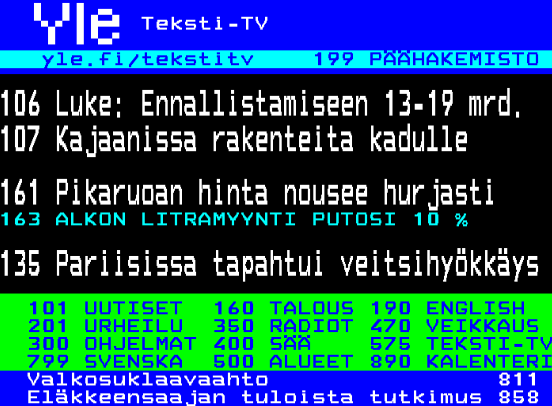 yle Teksti-TV
yle.fi/tekstitv 199 PÄÄHAKEMISTO
106 Luke: Ennallistamiseen 13-19 mrd.
107 Kajaanissa rakenteita kadulle
161 Pikaruoan hinta nousee hurjasti
163 ALKON LITRAMYYNTI PUTOSI 10 %
135 Pariisissa tapahtui veitsihyökkäys
101 UUTISET 160 TALOUS 190 ENGLISH
201 URHEILU 350 RADIOT 470 VEIKKAUS
300 OHJELMAT 400 SÄÄ 575 TEKSTI-TV
799 SVENSKA 500 ALUEET 890 KALENTERI
Valkosuklaavaahto 811
Eläkkeensaajan tuloista tutkimus 858